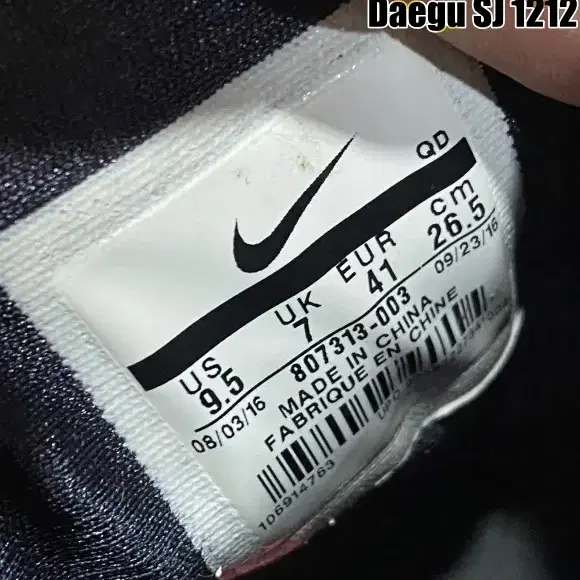 Daegu SJ 1212
QD
US UK EUR cm
9.5 7 41 26.5
08/03/16 807313-003 09/23/16
MADE IN CHINA
FABRIQUE EN CHINE
106914763